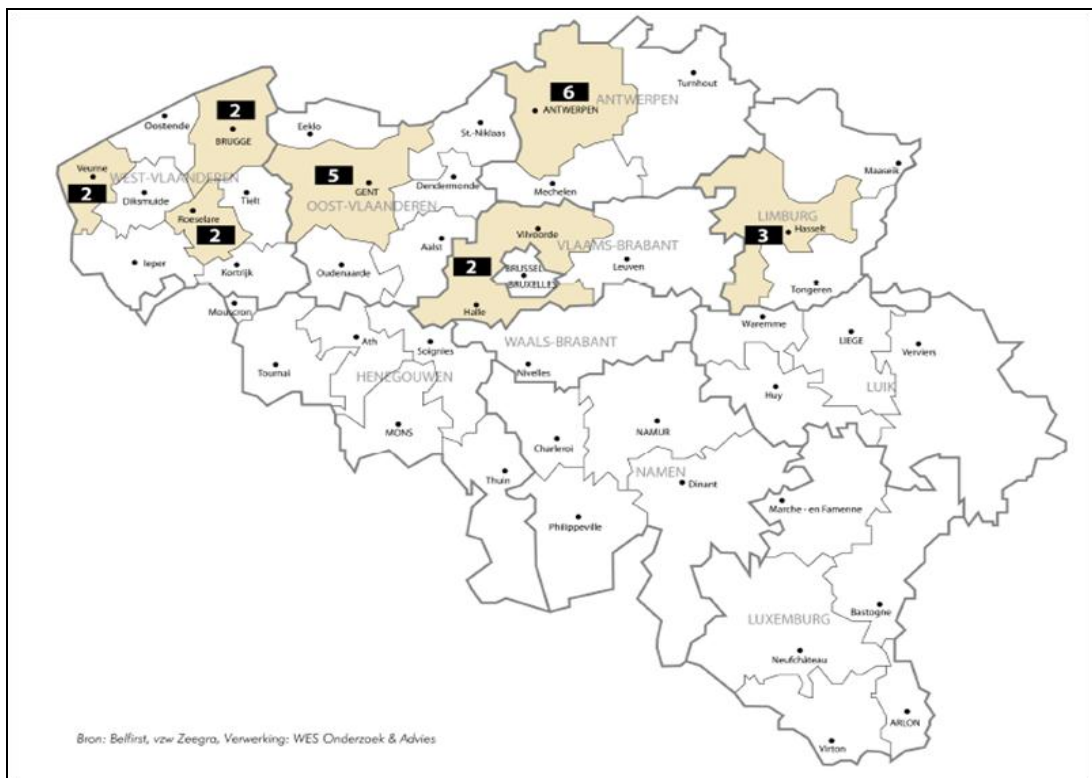 Turnhout
6
ANTWERPEN
ANTWERPEN
2
Oostende
BRUGGE
Eeklo
St.-Niklaas
Veurne
WEST-VLAANDEREN
2
5
GENT
Dendermonde
Mechelen
Maaseik
Diksmuide
Tielt
OOST-VLAANDEREN
Roeselare
2
LIMBURG
Hasselt
3
Vilvoorde
VLAAMS-BRABANT
Aalst
2
Ieper
Kortrijk
Oudenaarde
BRUSSEL
BRUXELLES
Leuven
Tongeren
Halle
Mouscron
Waremme
Ath
Soignies
WAALS-BRABANT
LIEGE
Verviers
Tournai
HENEGOUWEN
Nivelles
Huy
LUIK
MONS
Charleroi
NAMUR
Thuin
NAMEN
Dinant
Marche - en Famenne
Philippeville
Bastogne
LUXEMBURG
Neufchâteau
ARLON
Virton
Bron: Belfirst, vzw Zeegra, Verwerking: WES Onderzoek & Advies